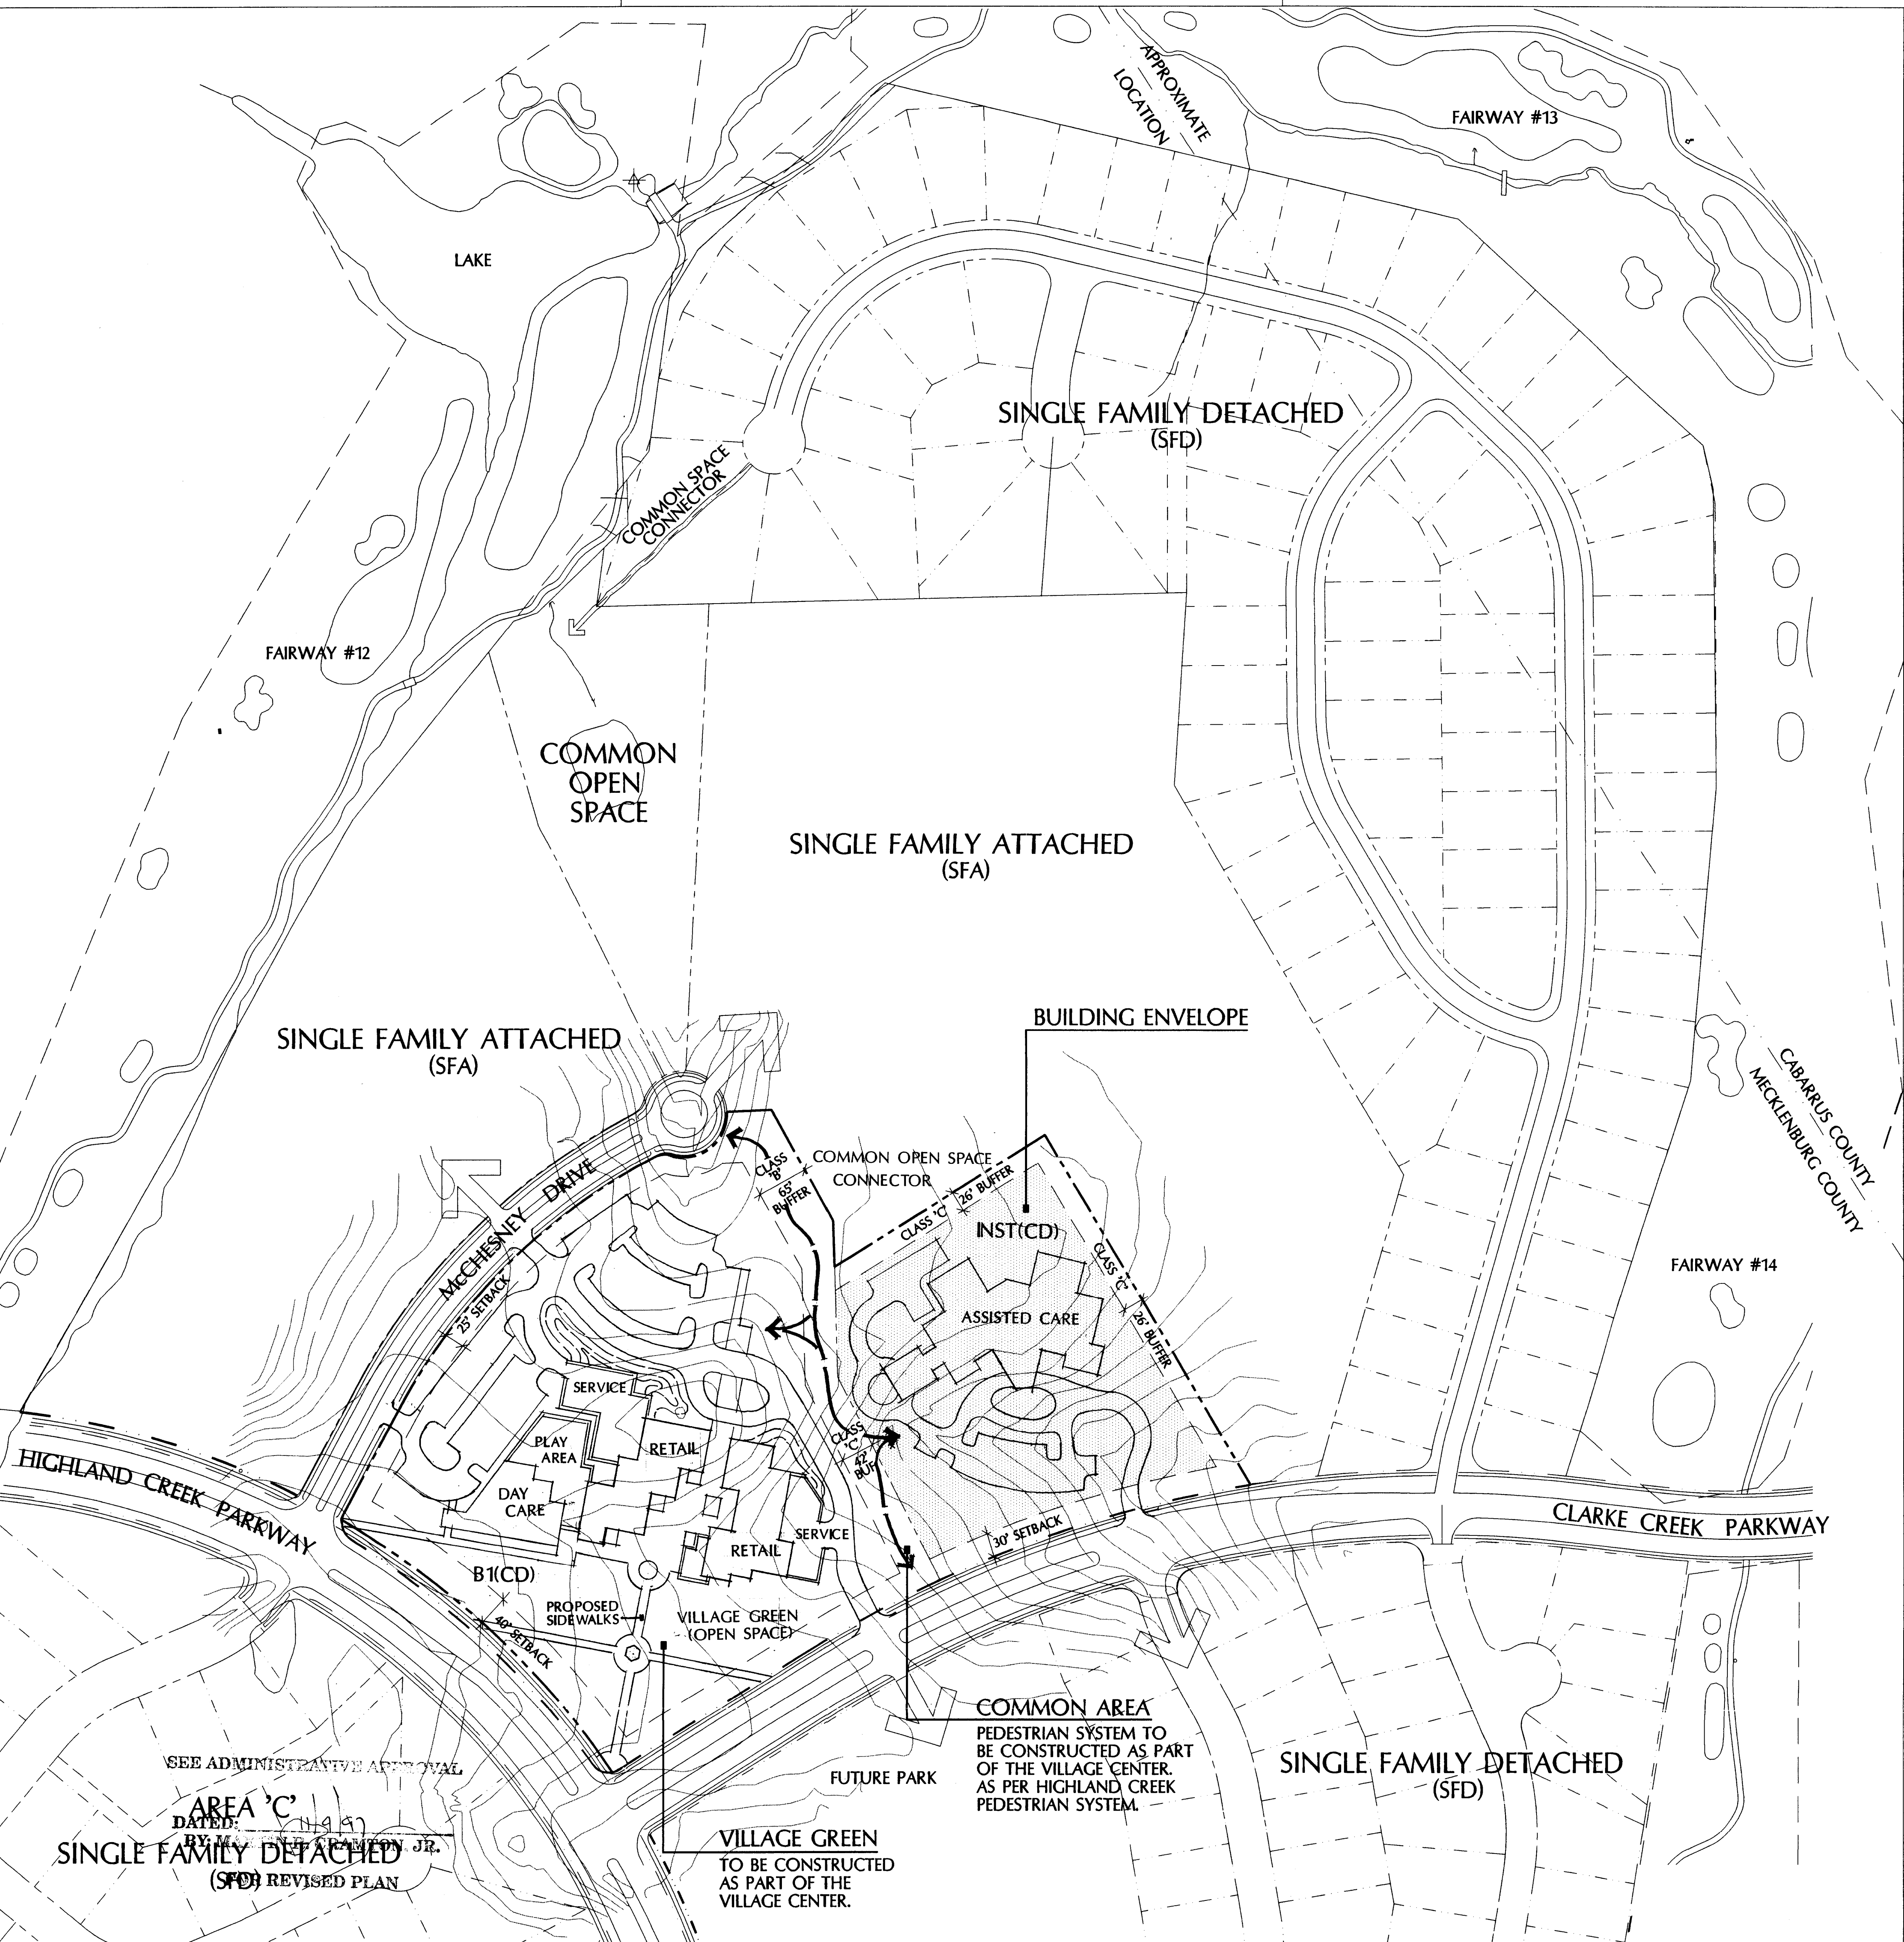 APPROXIMATE
LOCATION
FAIRWAY #13
LAKE
SINGLE FAMILY DETACHED
(SFD)
COMMON SPACE
CONNECTOR
FAIRWAY #12
COMMON
OPEN
SPACE
SINGLE FAMILY ATTACHED
(SFA)
BUILDING ENVELOPE
SINGLE FAMILY ATTACHED
(SFA)
CABARRUS COUNTY
MECKLENBURG COUNTY
COMMON OPEN SPACE
CONNECTOR
CLASS
'B'
65'
BUFFER
CLASS 'C'
26' BUFFER
INST(CD)
CLASS 'C'
26' BUFFER
McCHESNEY DRIVE
25' SETBACK
FAIRWAY #14
ASSISTED CARE
SERVICE
PLAY
AREA
RETAIL
CLASS
'C'
42'
BUF
DAY
CARE
HIGHLAND CREEK PARKWAY
CLARKE CREEK PARKWAY
SERVICE
RETAIL
30' SETBACK
B1(CD)
PROPOSED
SIDEWALKS
VILLAGE GREEN
(OPEN SPACE)
40' SETBACK
COMMON AREA
PEDESTRIAN SYSTEM TO
BE CONSTRUCTED AS PART
OF THE VILLAGE CENTER.
AS PER HIGHLAND CREEK
PEDESTRIAN SYSTEM.
FUTURE PARK
SINGLE FAMILY DETACHED
(SFD)
SEE ADMINISTRATIVE APPROVAL
AREA 'C'
DATED:
BY: CRAMTON JR.
SINGLE FAMILY DETACHED
(SFD)
FOR REVISED PLAN
VILLAGE GREEN
TO BE CONSTRUCTED
AS PART OF THE
VILLAGE CENTER.